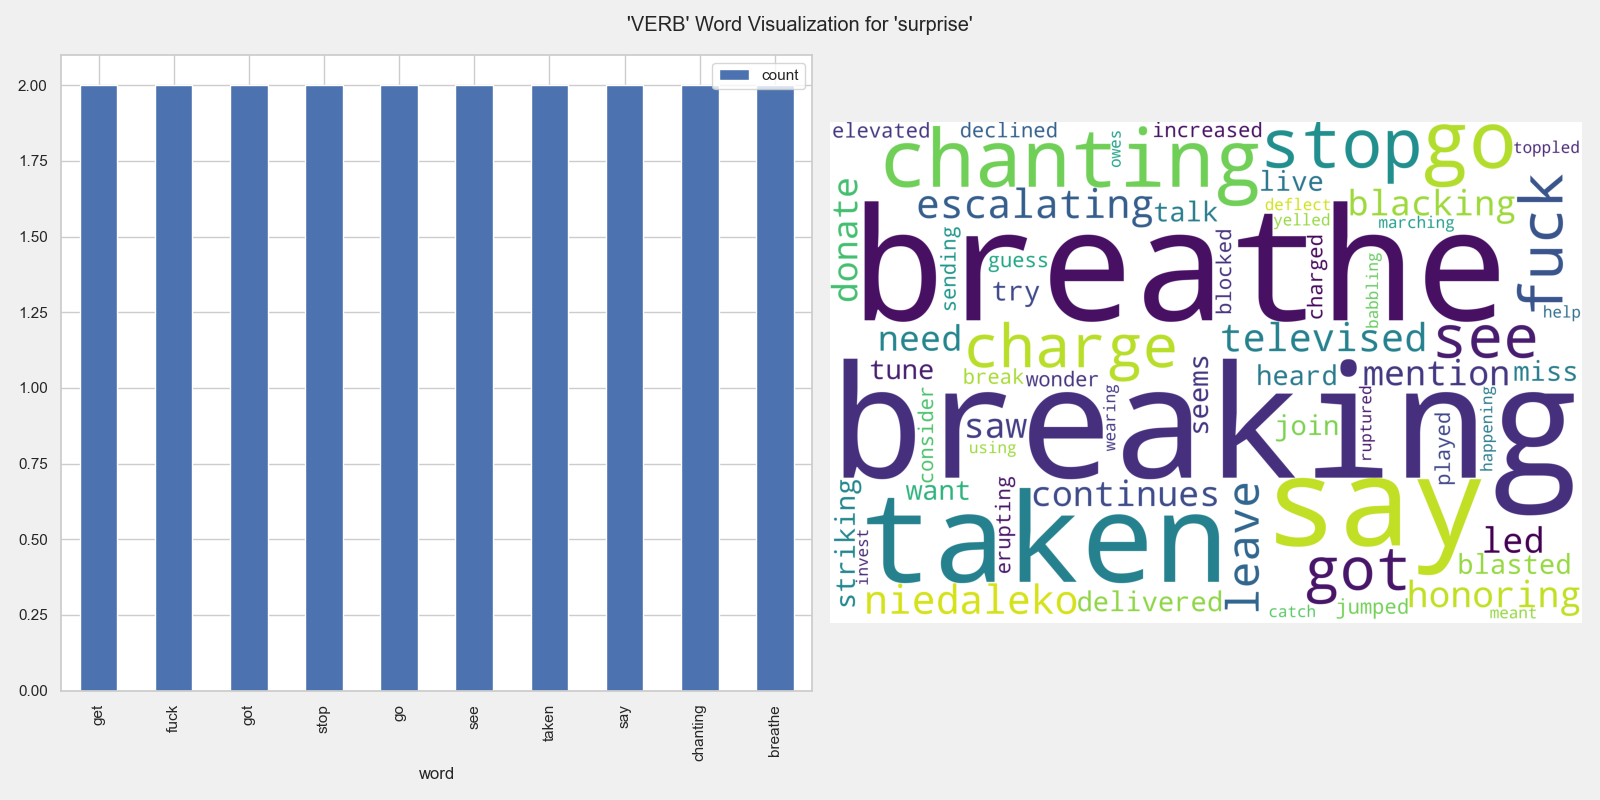 'VERB' Word Visualization for 'surprise'
count
2.00
1.75
1.50
1.25
1.00
0.75
0.50
0.25
0.00
get
fuck
got
stop
go
see
taken
say
chanting
breathe
word
elevated
declined
increased
chanting
owes
stop
go
toppled
live
donate
escalating
talk
deflect
blacking
yelled
marching
fuck
breathe
sending
guess
try
blocked
charged
babbling
help
need
charge
televised
see
tune
break
wonder
seems
heard
mention
miss
breaking
consider
saw
using
wearing
join
ruptured
played
happening
want
continues
say
striking
invest
taken
erupting
leave
got
led
blasted
niedaleko
delivered
catch
jumped
honoring
meant